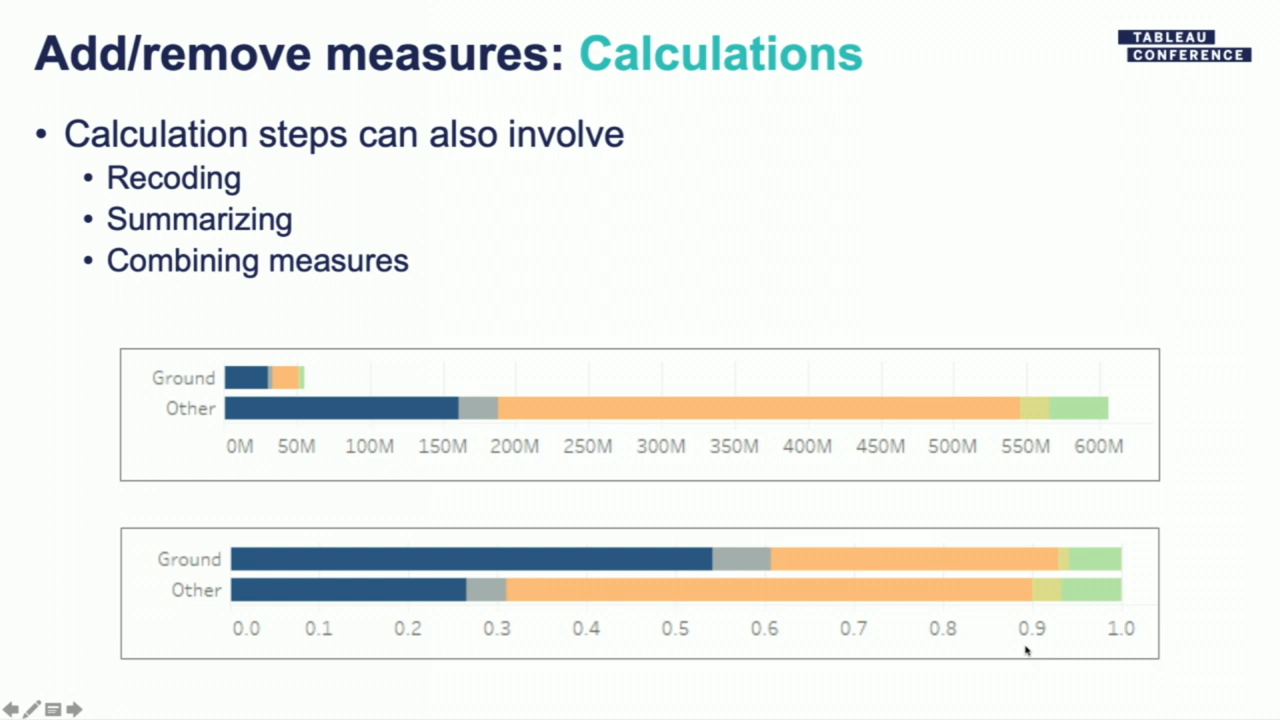 Add/remove measures: Calculations
TABLEAU
CONFERENCE
• Calculation steps can also involve
• Recoding
• Summarizing
• Combining measures
Ground
Other
0M 50M 100M 150M 200M 250M 300M 350M 400M 450M 500M 550M 600M
Ground
Other
0.0 0.1 0.2 0.3 0.4 0.5 0.6 0.7 0.8 0.9 1.0